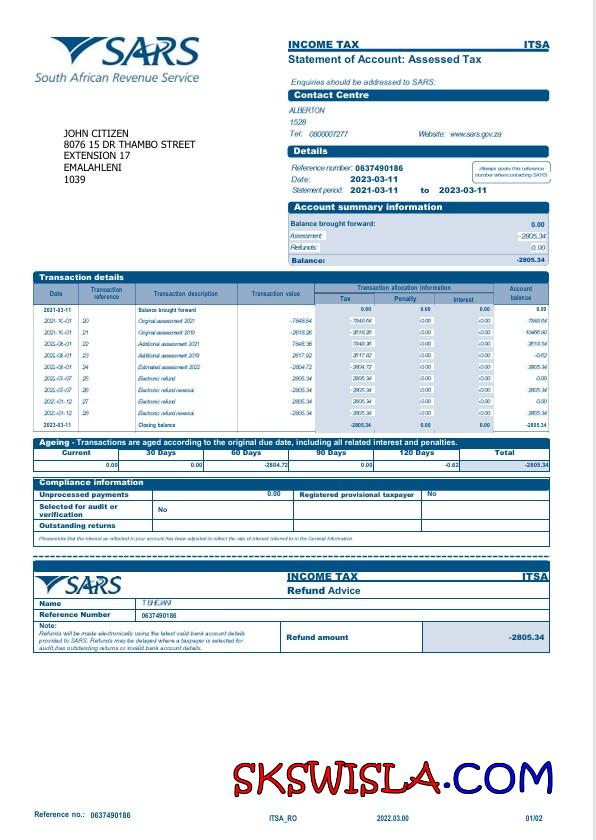 SARS
South African Revenue Service
INCOME TAX ITSA
Statement of Account: Assessed Tax
Enquiries should be addressed to SARS:
Contact Centre
ALBERTON
1528
Tel: 0800007277 Website: www.sars.gov.za
JOHN CITIZEN
8076 15 DR THAMBO STREET
EXTENSION 17
EMALAHLENI
1039
Details
Reference number: 0637490186
Date: 2023-03-11
Statement period: 2021-03-11 to 2023-03-11
Always quote this reference
number when contacting SARS
Account summary information
Balance brought forward: 0.00
Assessment: -2805.34
Refunds: 0.00
Balance: -2805.34
Transaction details
Date Transaction reference Transaction description Transaction value Transaction allocation information Account balance
Tax Penalty Interest
2021-03-11 Balance brought forward 0.00 0.00 0.00 0.00
2021-10-01 20 Original assessment 2021 -7848.64 -7848.64 0.00 0.00 -7848.64
2021-10-01 21 Original assessment 2019 -2618.26 -2618.26 0.00 0.00
2022-08-01 22 Additional assessment 2021 7848.36 7848.36 0.00 0.00 -2618.54
2022-08-01 23 Additional assessment 2019 2617.92 2617.92 0.00 0.00 -0.62
2022-08-01 24 Estimated assessment 2022 -2804.72 -2804.72 0.00 0.00 -2805.34
2022-07-07 25 Electronic refund 2805.34 2805.34 0.00 0.00 0.00
2022-07-07 26 Electronic refund reversal -2805.34 -2805.34 0.00 0.00 -2805.34
2022-01-12 27 Electronic refund 2805.34 2805.34 0.00 0.00 0.00
2022-01-12 28 Electronic refund reversal -2805.34 -2805.34 0.00 0.00 -2805.34
2023-03-11 Closing balance -2805.34 0.00 0.00 -2805.34
Ageing - Transactions are aged according to the original due date, including all related interest and penalties.
Current 30 Days 60 Days 90 Days 120 Days Total
0.00 0.00 -2804.72 0.00 -0.62 -2805.34
Compliance information
Unprocessed payments 0.00 Registered provisional taxpayer No
Selected for audit or
verification No
Outstanding returns
Please note that the interest as reflected in your account has been adjusted to reflect the rate of interest referred to in the General Information.
SARS
INCOME TAX ITSA
Refund Advice
Name T BHEJANI
Reference Number 0637490186
Note:
Refunds will be made electronically using the latest valid bank account details
provided to SARS. Refunds may be delayed where a taxpayer is selected for
audit, has outstanding returns or invalid bank account details.
Refund amount -2805.34
SKSWISLA.COM
Reference no.: 0637490186 ITSA_RO 2022.03.00 01/02